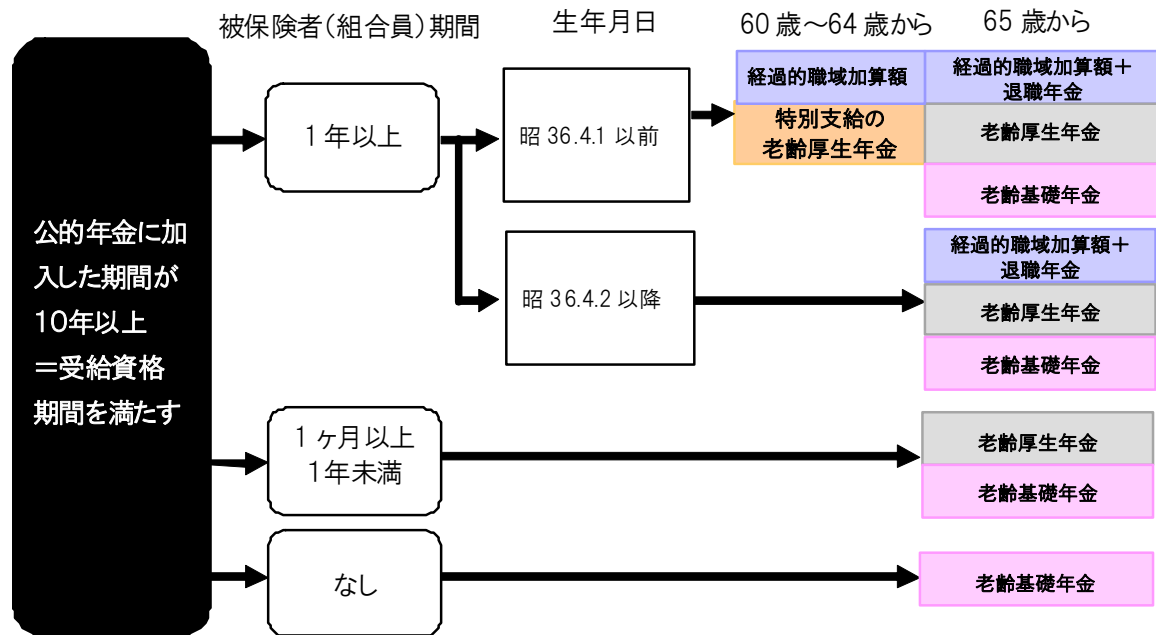 被保険者（組合員）期間
生年月日
60歳～64歳から
65歳から
公的年金に加
入した期間が
10年以上
＝受給資格
期間を満たす
1年以上
昭36.4.1以前
経過的職域加算額
特別支給の
老齢厚生年金
経過的職域加算額＋
退職年金
老齢厚生年金
老齢基礎年金
昭36.4.2以降
経過的職域加算額＋
退職年金
老齢厚生年金
老齢基礎年金
1ヶ月以上
1年未満
老齢厚生年金
老齢基礎年金
なし
老齢基礎年金